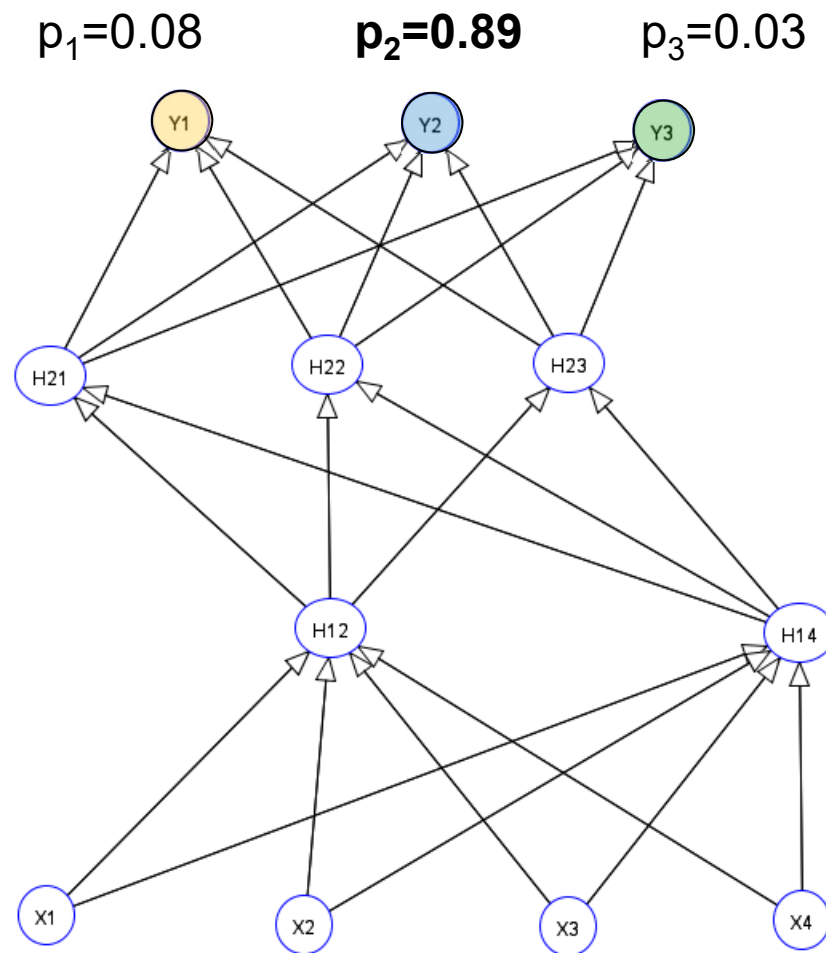 p₁=0.08 p₂=0.89 p₃=0.03
Y1 Y2 Y3
H21 H22 H23
H12 H14
X1 X2 X3 X4